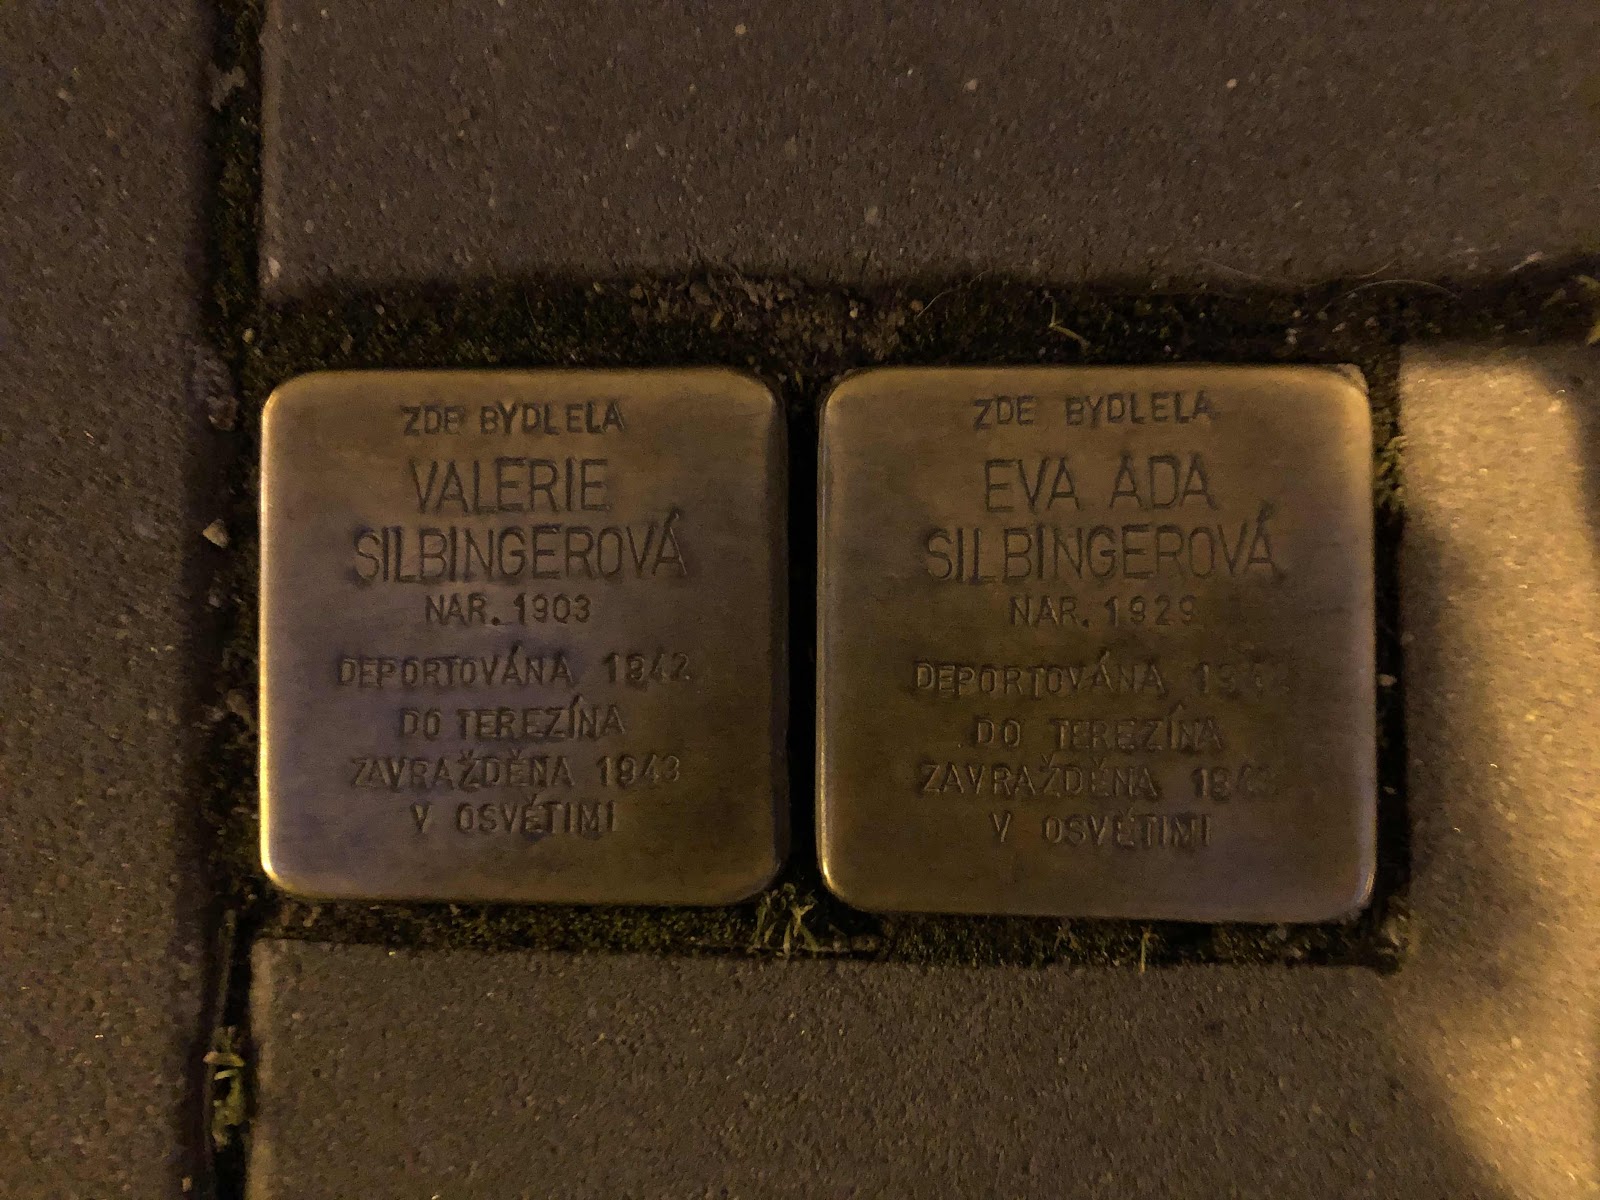 ZDE BYDLELA
VALERIE
SILBINGEROVÁ
NAR. 1903
DEPORTOVÁNA 1942
DO TEREZÍNA
ZAVRAŽDĚNA 1943
V OSVĚTIMI
ZDE BYDLELA
EVA ADA
SILBINGEROVÁ
NAR. 1929
DEPORTOVÁNA
DO TEREZÍNA
ZAVRAŽDĚNA 1943
V OSVĚTIMI